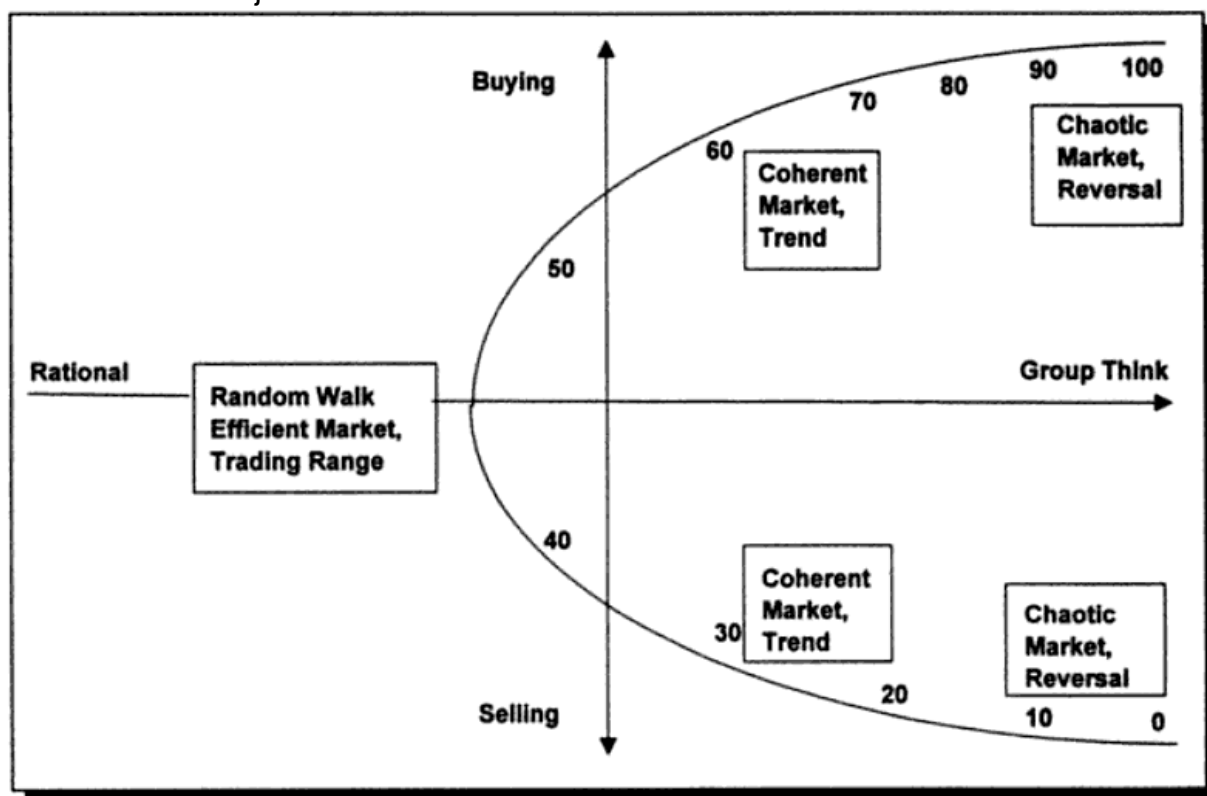 Buying
60
70
80
90
100
Coherent
Market,
Trend
Chaotic
Market,
Reversal
50
Rational
Random Walk
Efficient Market,
Trading Range
Group Think
40
30
Coherent
Market,
Trend
Chaotic
Market,
Reversal
Selling
20
10
0